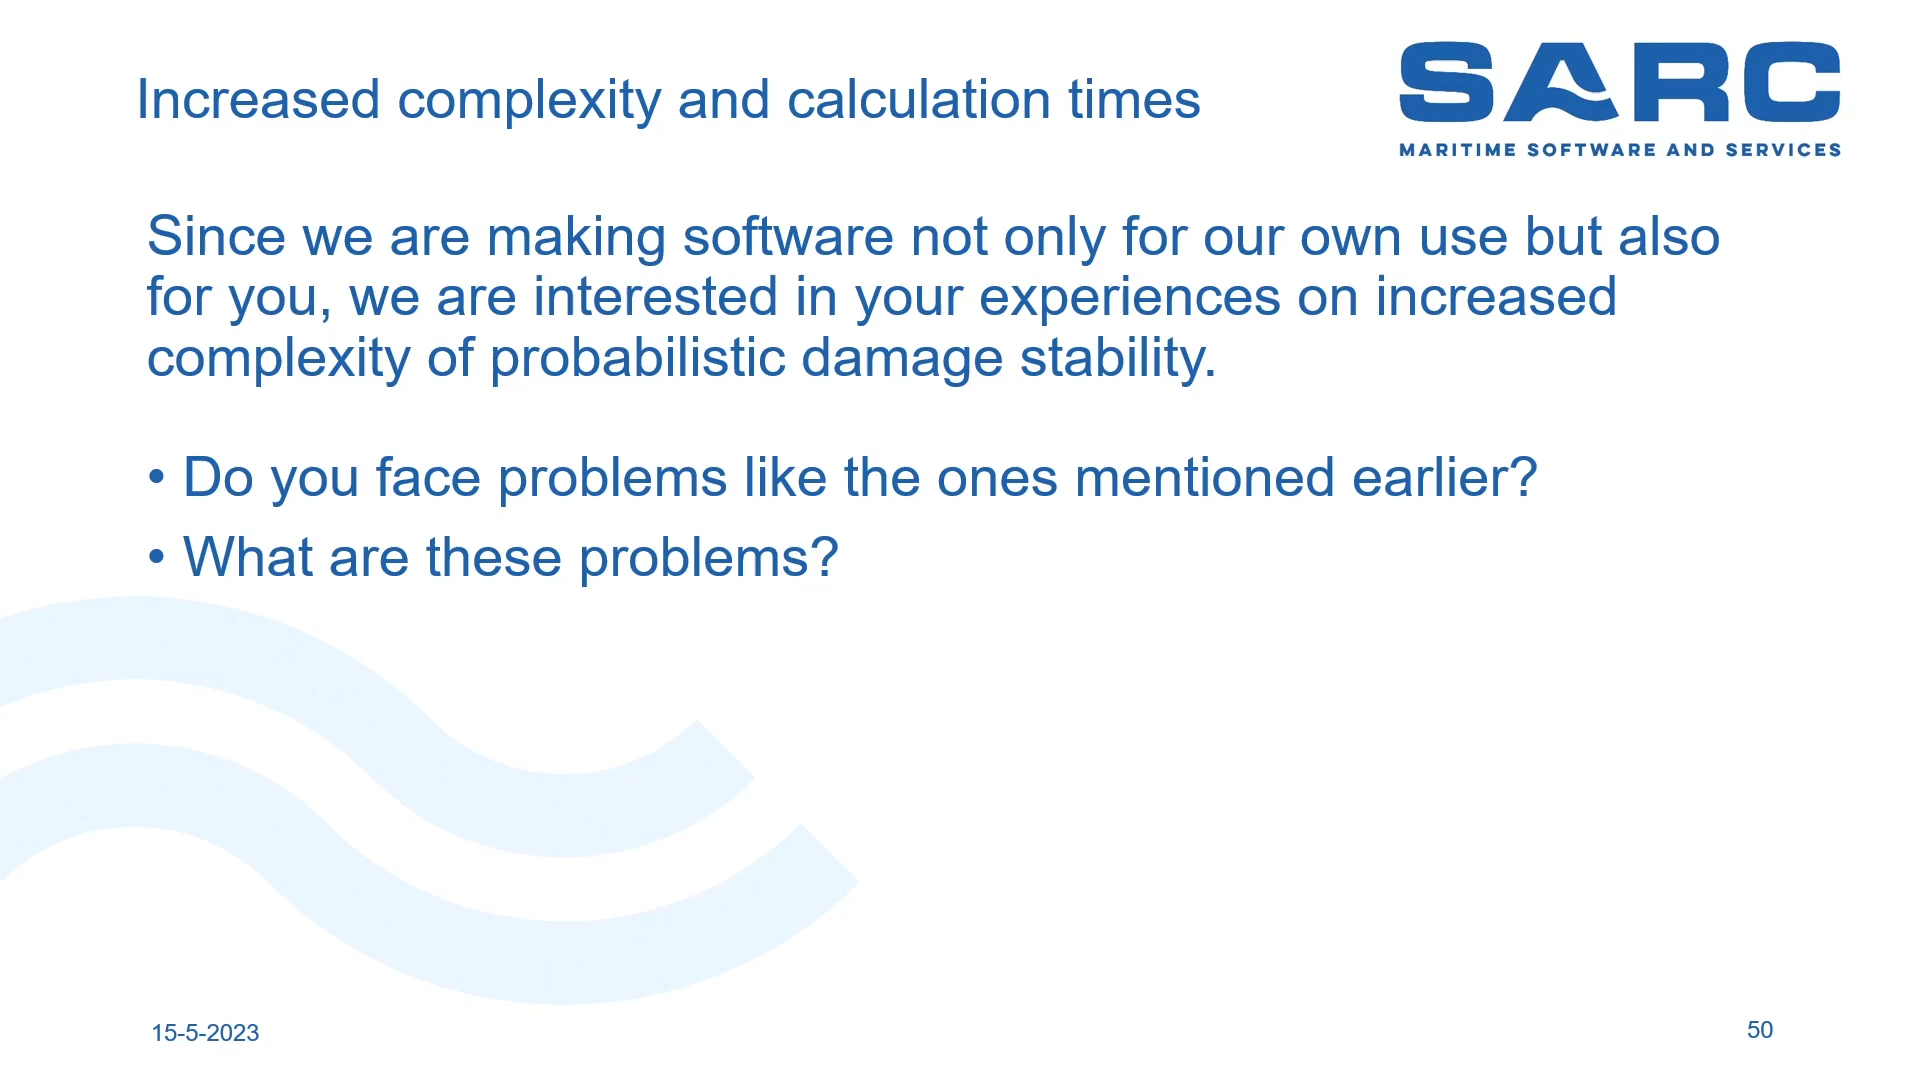 Increased complexity and calculation times
SARC
MARITIME SOFTWARE AND SERVICES
Since we are making software not only for our own use but also
for you, we are interested in your experiences on increased
complexity of probabilistic damage stability.
• Do you face problems like the ones mentioned earlier?
• What are these problems?
15-5-2023
50